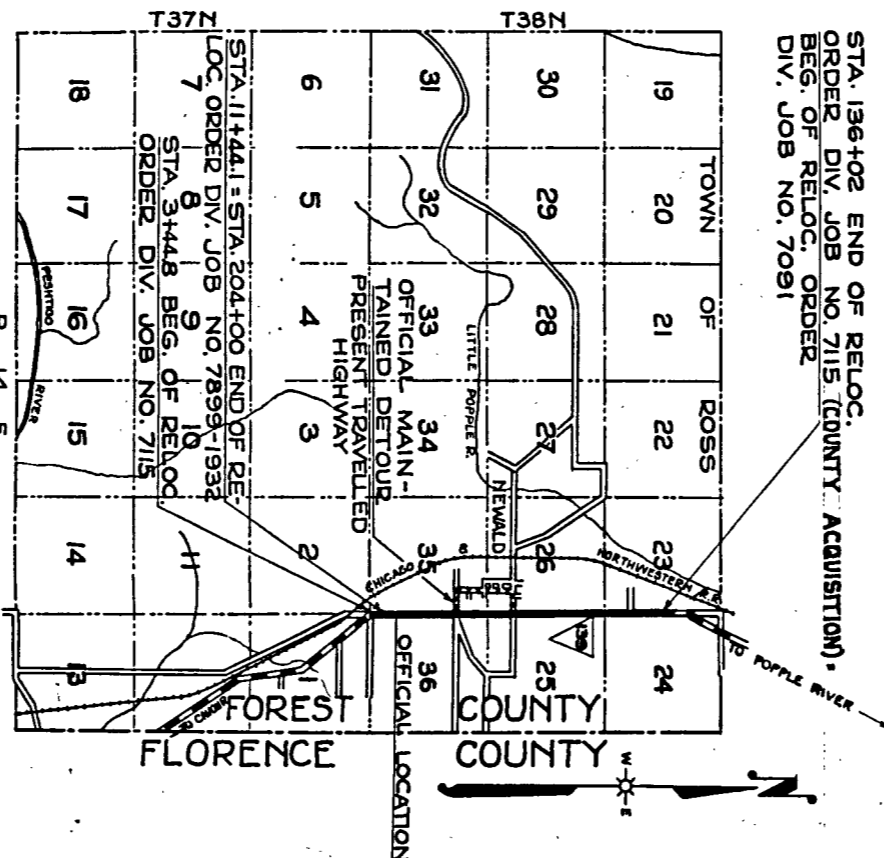 T37N
T38N
STA. 136+02 END OF RELOC.
ORDER DIV. JOB NO. 7115 (COUNTY ACQUISITION)=
BEG. OF RELOC. ORDER
DIV. JOB NO. 7091
TOWN OF ROSS
19 20 21 22 23 24
30 29 28 27 26 25
31 32 33 34 35 36
6 5 4 3 2 1
7 8 9 10 11
18 17 16 15 14 13
LITTLE POPPLE R.
NEWALD
CHICAGO & NORTHWESTERN R.R.
139
TO POPPLE RIVER
OFFICIAL MAIN-
TAINED DETOUR
PRESENT TRAVELLED
HIGHWAY
STA. 11+44.1 = STA. 204+00 END OF RE-
LOC. ORDER DIV. JOB NO. 7899-1932
STA. 3+44.8 BEG. OF RELOC.
ORDER DIV. JOB NO. 7115
PESHTIGO RIVER
OFFICIAL LOCATION
FOREST COUNTY
FLORENCE COUNTY
W
E